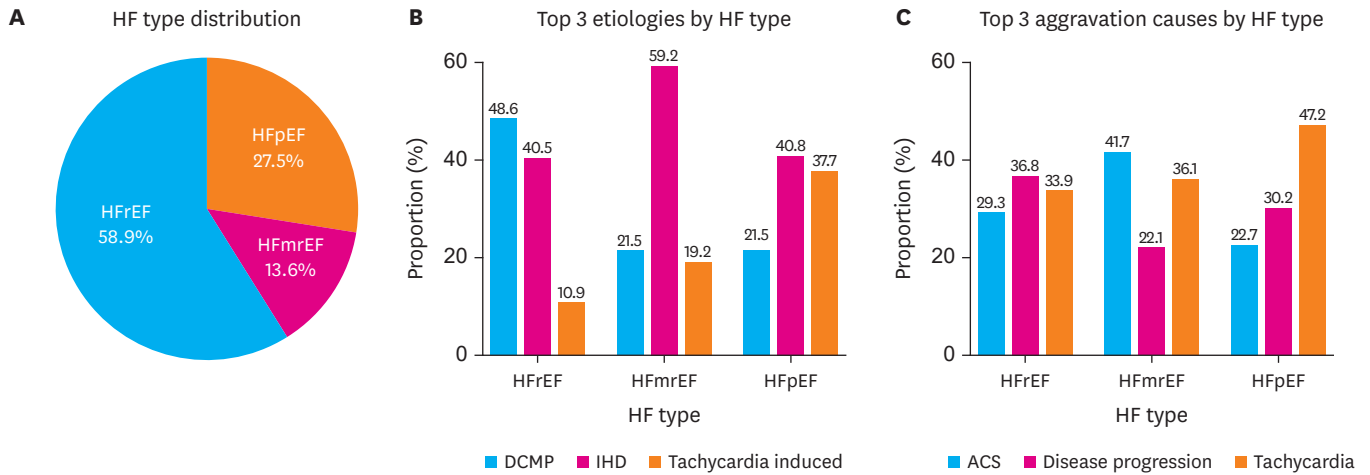 A
HF type distribution
HFpEF
27.5%
HFrEF
58.9%
HFmrEF
13.6%
B
Top 3 etiologies by HF type
Proportion (%)
60
40
20
0
48.6
40.5
10.9
21.5
59.2
19.2
21.5
40.8
37.7
HFrEF
HFmrEF
HFpEF
HF type
DCMP
IHD
Tachycardia induced
C
Top 3 aggravation causes by HF type
Proportion (%)
60
40
20
0
29.3
36.8
33.9
41.7
22.1
36.1
22.7
30.2
47.2
HFrEF
HFmrEF
HFpEF
HF type
ACS
Disease progression
Tachycardia